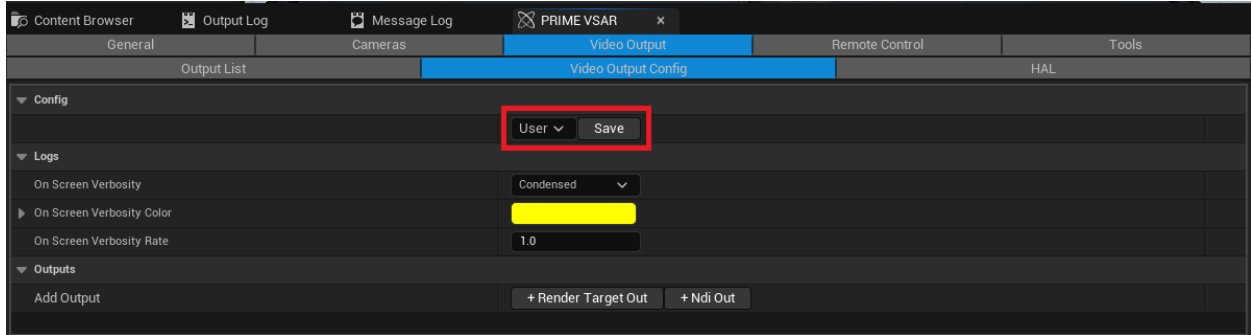 Content Browser Output Log Message Log PRIME VSAR ×
General Cameras Video Output Remote Control Tools
Output List Video Output Config HAL
Config
User Save
Logs
On Screen Verbosity Condensed
On Screen Verbosity Color
On Screen Verbosity Rate 1.0
Outputs
Add Output + Render Target Out + Ndi Out